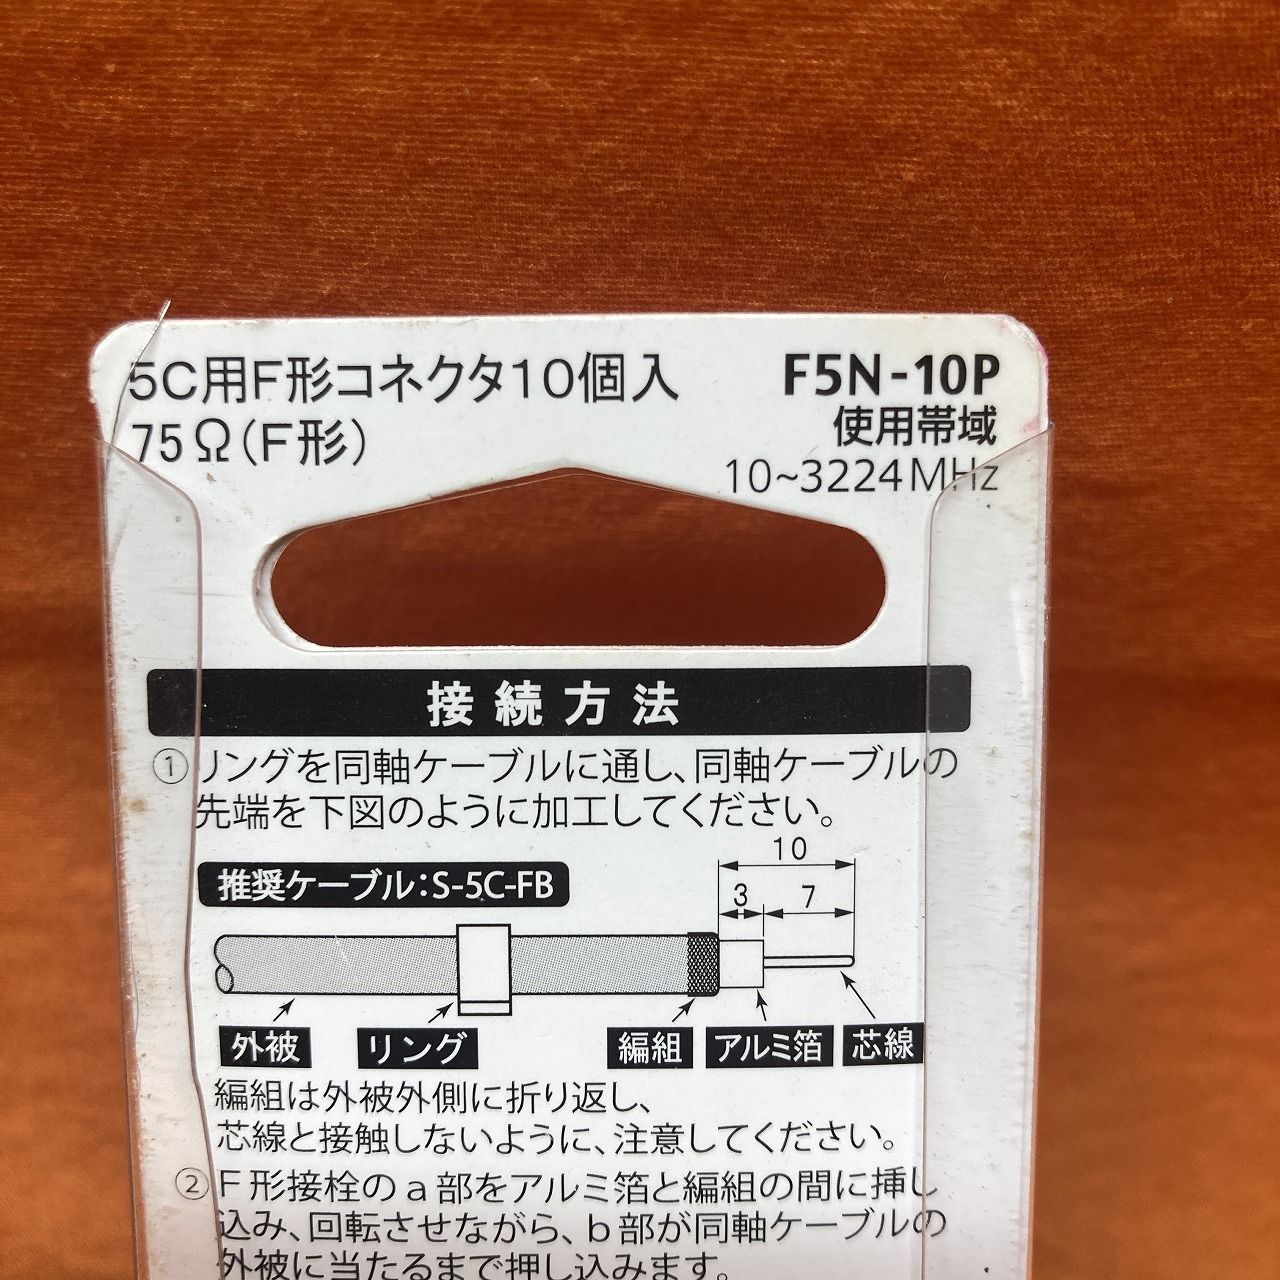 5C用F形コネクタ10個入
75Ω(F形)
F5N-10P
使用帯域
10~3224MHz
接続方法
① リングを同軸ケーブルに通し、同軸ケーブルの
先端を下図のように加工してください。
推奨ケーブル:S-5C-FB
10
3
7
外被
リング
編組
アルミ箔
芯線
編組は外被外側に折り返し、
芯線と接触しないように、注意してください。
② F形接栓のa部をアルミ箔と編組の間に挿し
込み、回転させながら、b部が同軸ケーブルの
外被に当たるまで押し込みます。